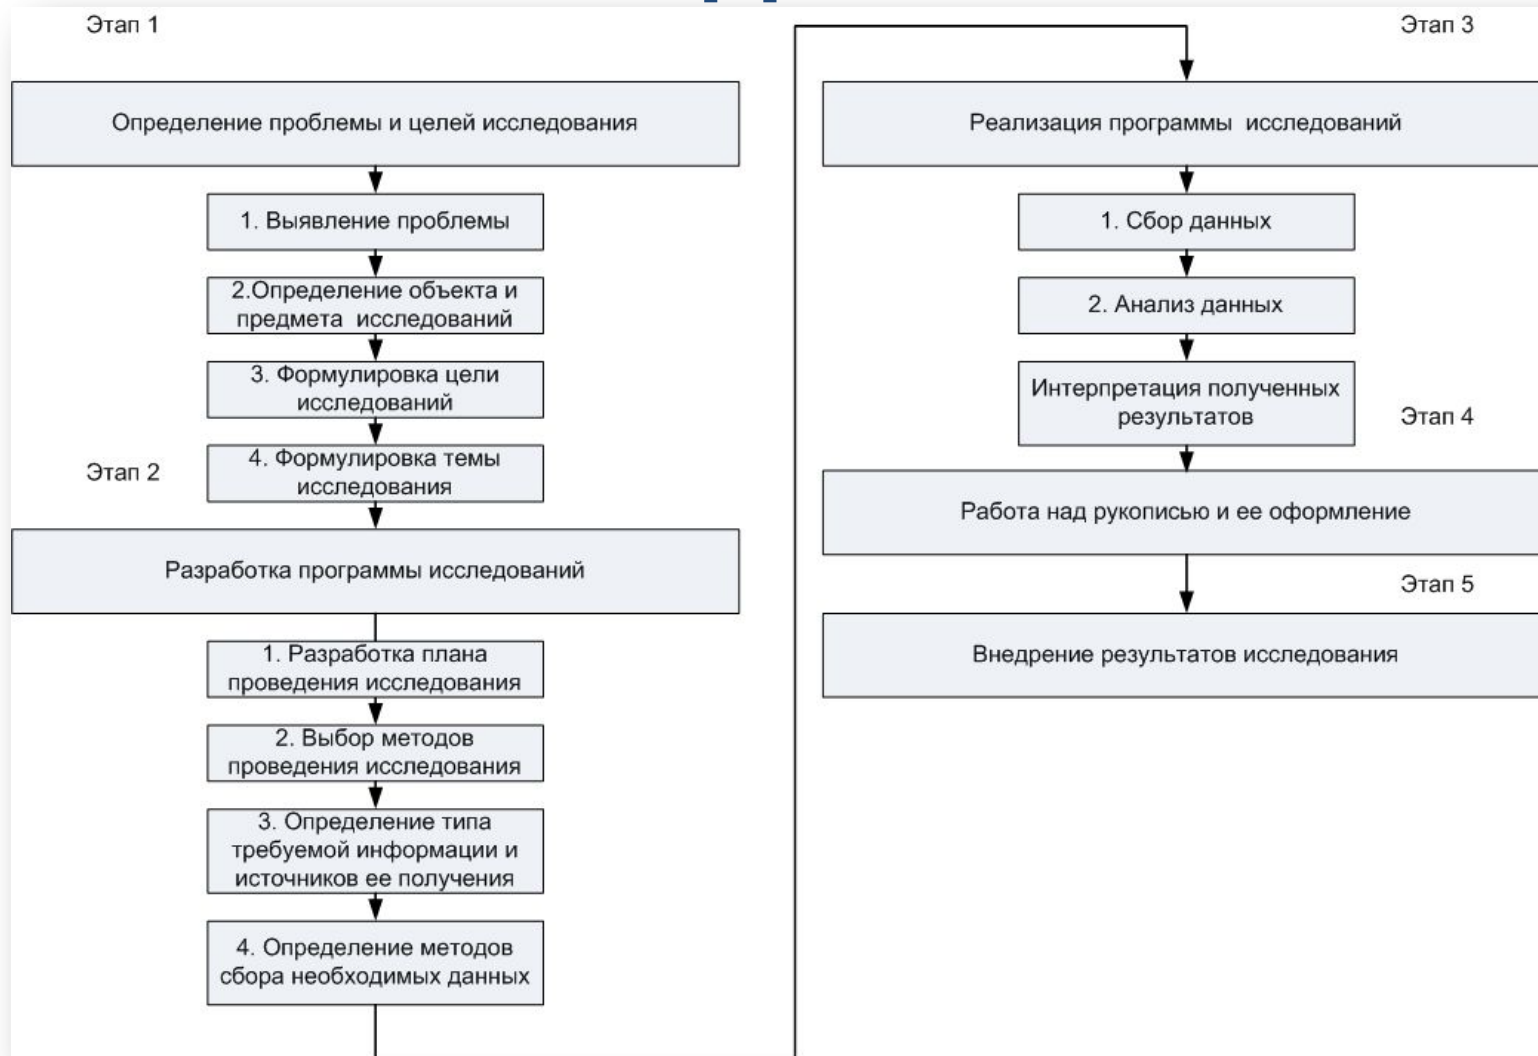 Этап 1
Определение проблемы и целей исследования
1. Выявление проблемы
2.Определение объекта и
предмета исследований
3. Формулировка цели
исследований
4. Формулировка темы
исследования
Этап 2
Разработка программы исследований
1. Разработка плана
проведения исследования
2. Выбор методов
проведения исследования
3. Определение типа
требуемой информации и
источников ее получения
4. Определение методов
сбора необходимых данных
Этап 3
Реализация программы исследований
1. Сбор данных
2. Анализ данных
Интерпретация полученных
результатов
Этап 4
Работа над рукописью и ее оформление
Этап 5
Внедрение результатов исследования